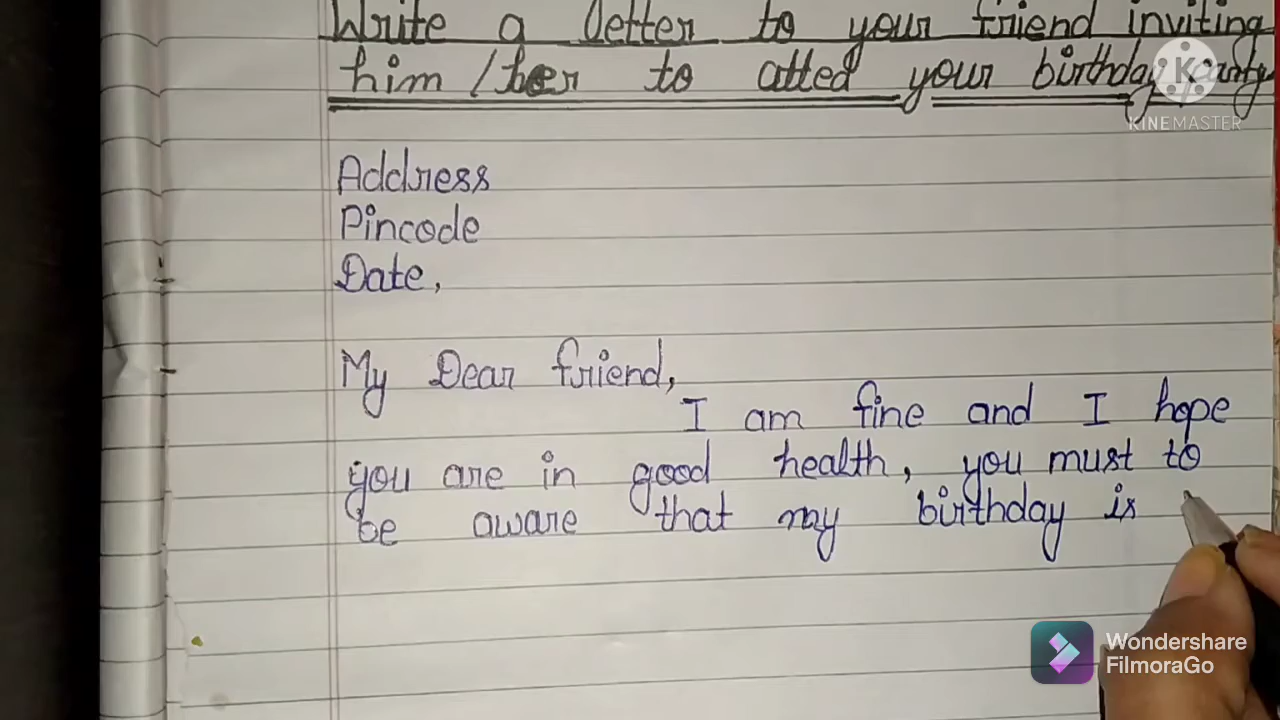 Write a letter to your friend inviting
him / her to atted your birthday party
KINEMASTER
Address
Pincode
Date,
My Dear friend,
I am fine and I hope
you are in good health, you must to
be aware that may birthday is
Wondershare
FilmoraGo